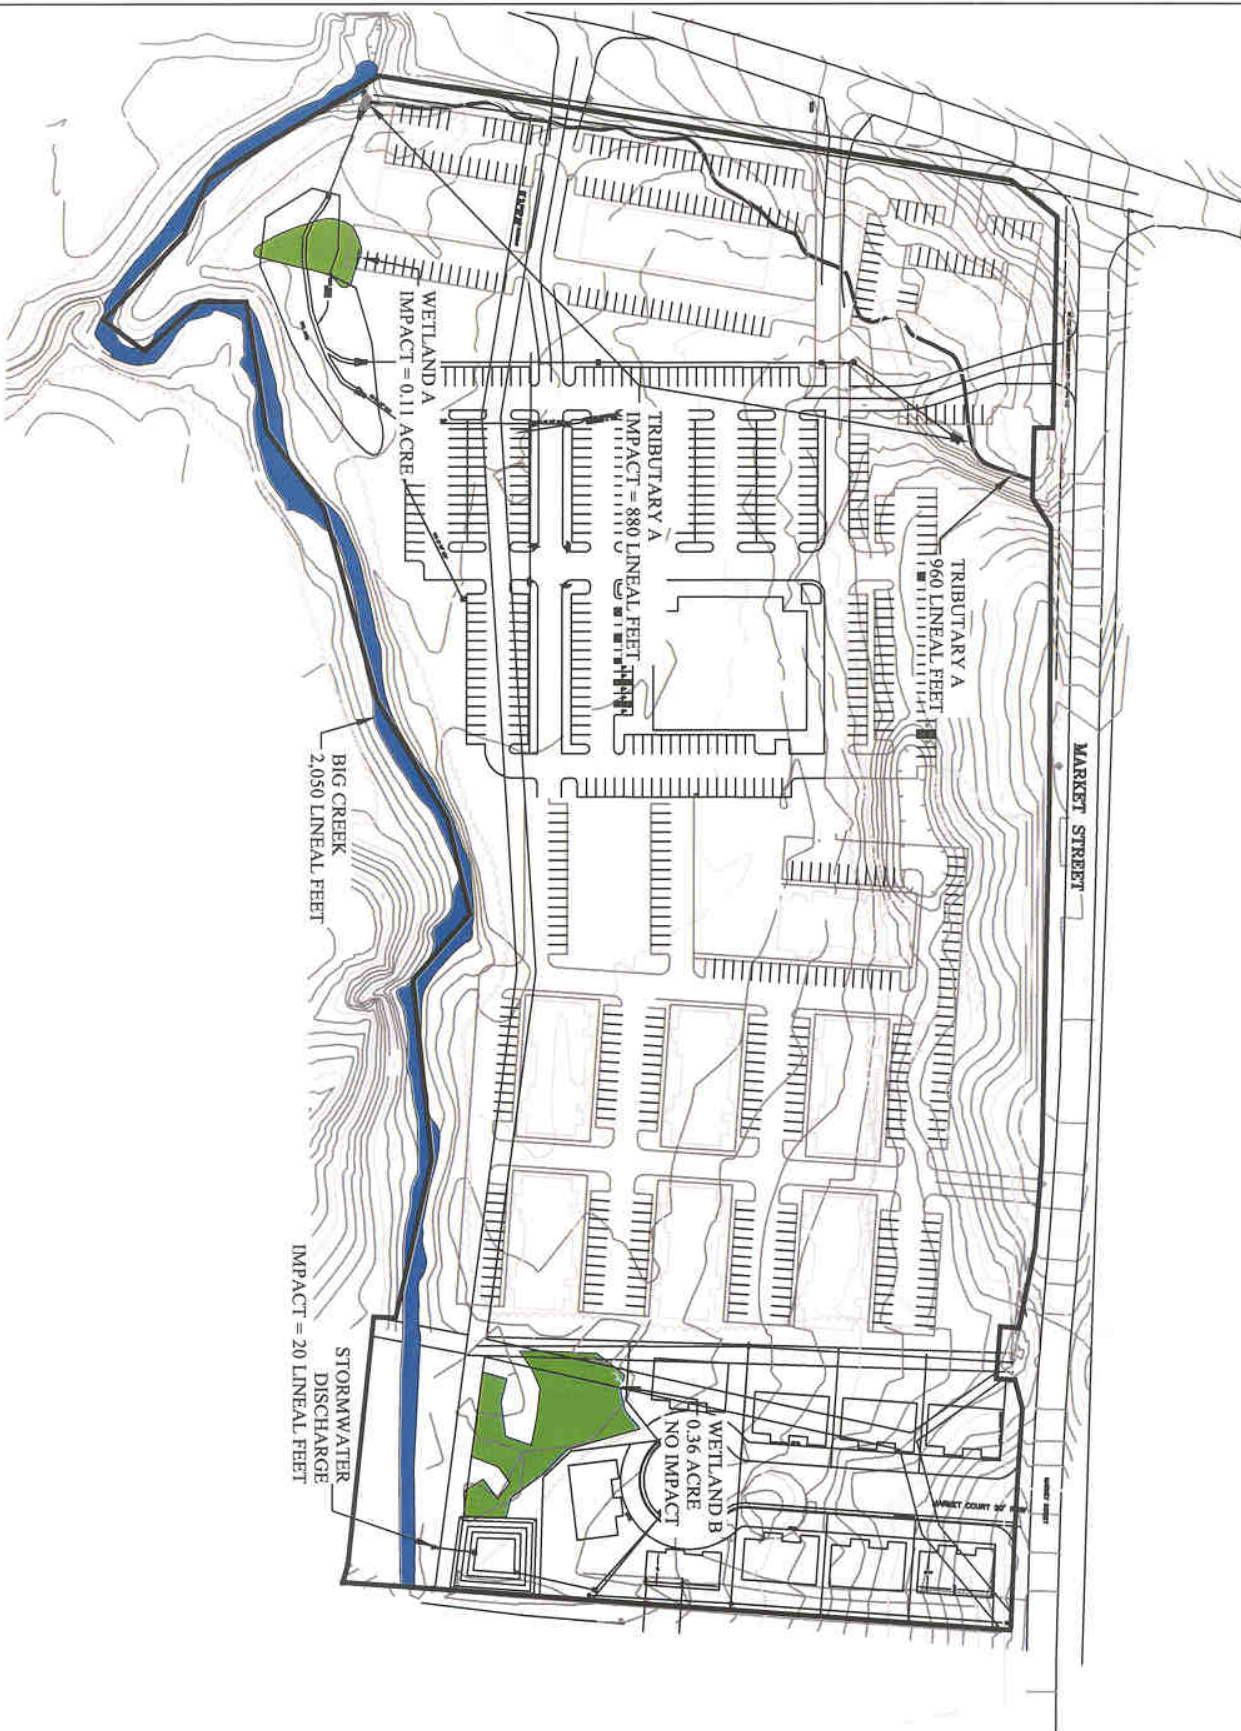 MARKET STREET
TRIBUTARY A
960 LINEAL FEET
TRIBUTARY A
IMPACT = 880 LINEAL FEET
WETLAND A
IMPACT = 0.11 ACRE
BIG CREEK
2,050 LINEAL FEET
WETLAND B
0.36 ACRE
NO IMPACT
STORMWATER
DISCHARGE
IMPACT = 20 LINEAL FEET
MARKET STREET